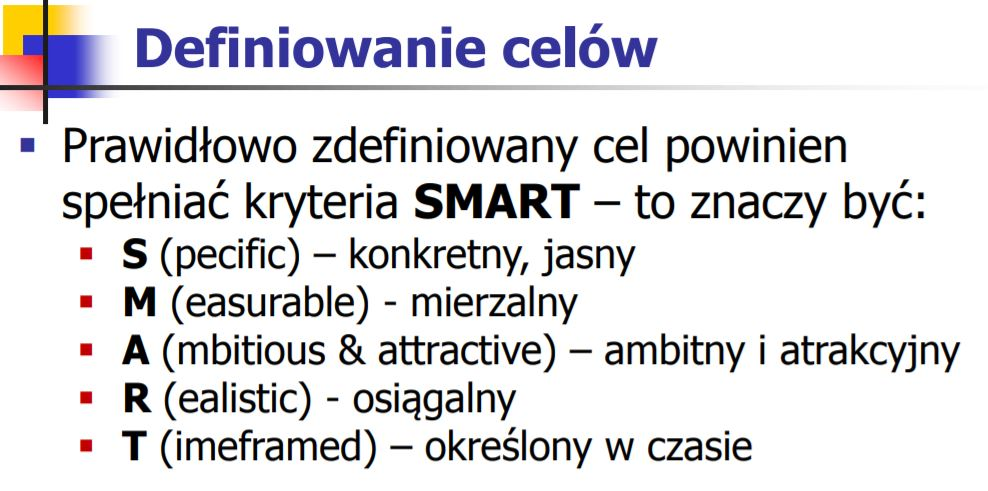 Definiowanie celów
Prawidłowo zdefiniowany cel powinien
spełniać kryteria SMART – to znaczy być:
S (pecific) – konkretny, jasny
M (easurable) - mierzalny
A (mbitious & attractive) – ambitny i atrakcyjny
R (ealistic) - osiągalny
T (imeframed) – określony w czasie